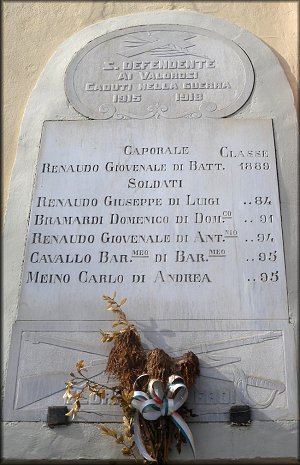 S. DEFENDENTE
AI VALOROSI
CADUTI NELLA GUERRA
1915 1918
CAPORALE CLASSE
RENAUDO GIOVENALE DI BATT. 1889
SOLDATI
RENAUDO GIUSEPPE DI LUIGI ..84
BRAMARDI DOMENICO DI DOM.CO ..91
RENAUDO GIOVENALE DI ANT.NIO ..94
CAVALLO BAR.MEO DI BAR.MEO ..95
MEINO CARLO DI ANDREA ..95